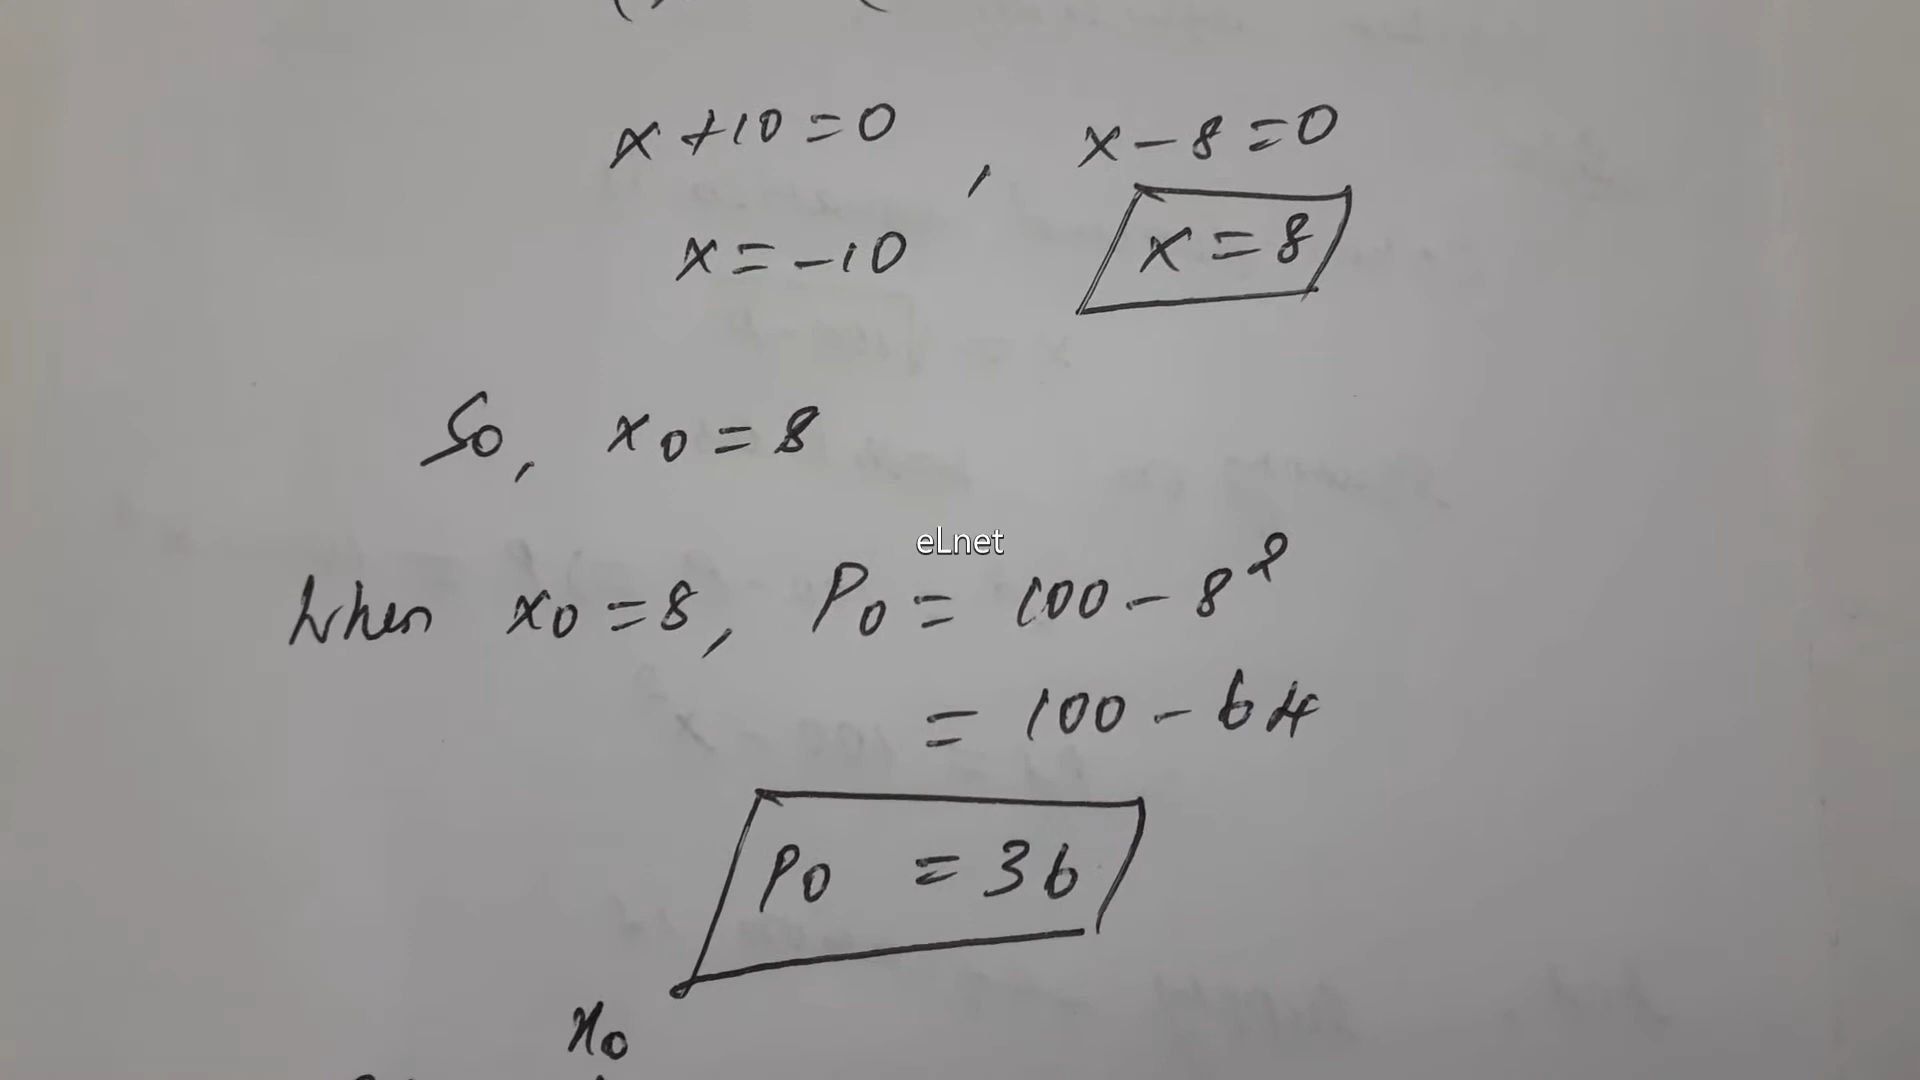 x+10=0 , x-8=0
x=-10 x=8
So, x0=8
eLnet
When x0=8, P0= 100-8²
= 100-64
P0 = 36
x0